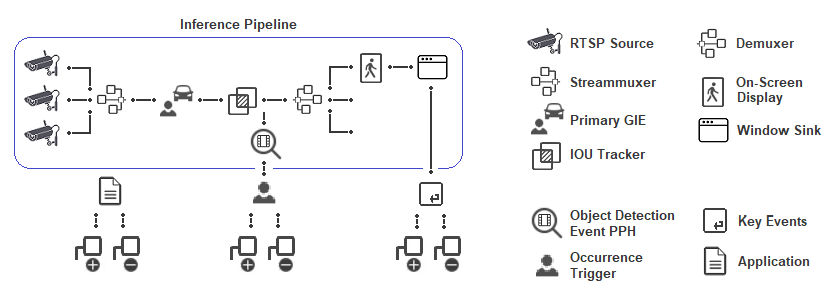 Inference Pipeline
RTSP Source
Demuxer
Streammuxer
On-Screen
Display
Primary GIE
Window Sink
IOU Tracker
Object Detection
Event PPH
Key Events
Occurrence
Trigger
Application